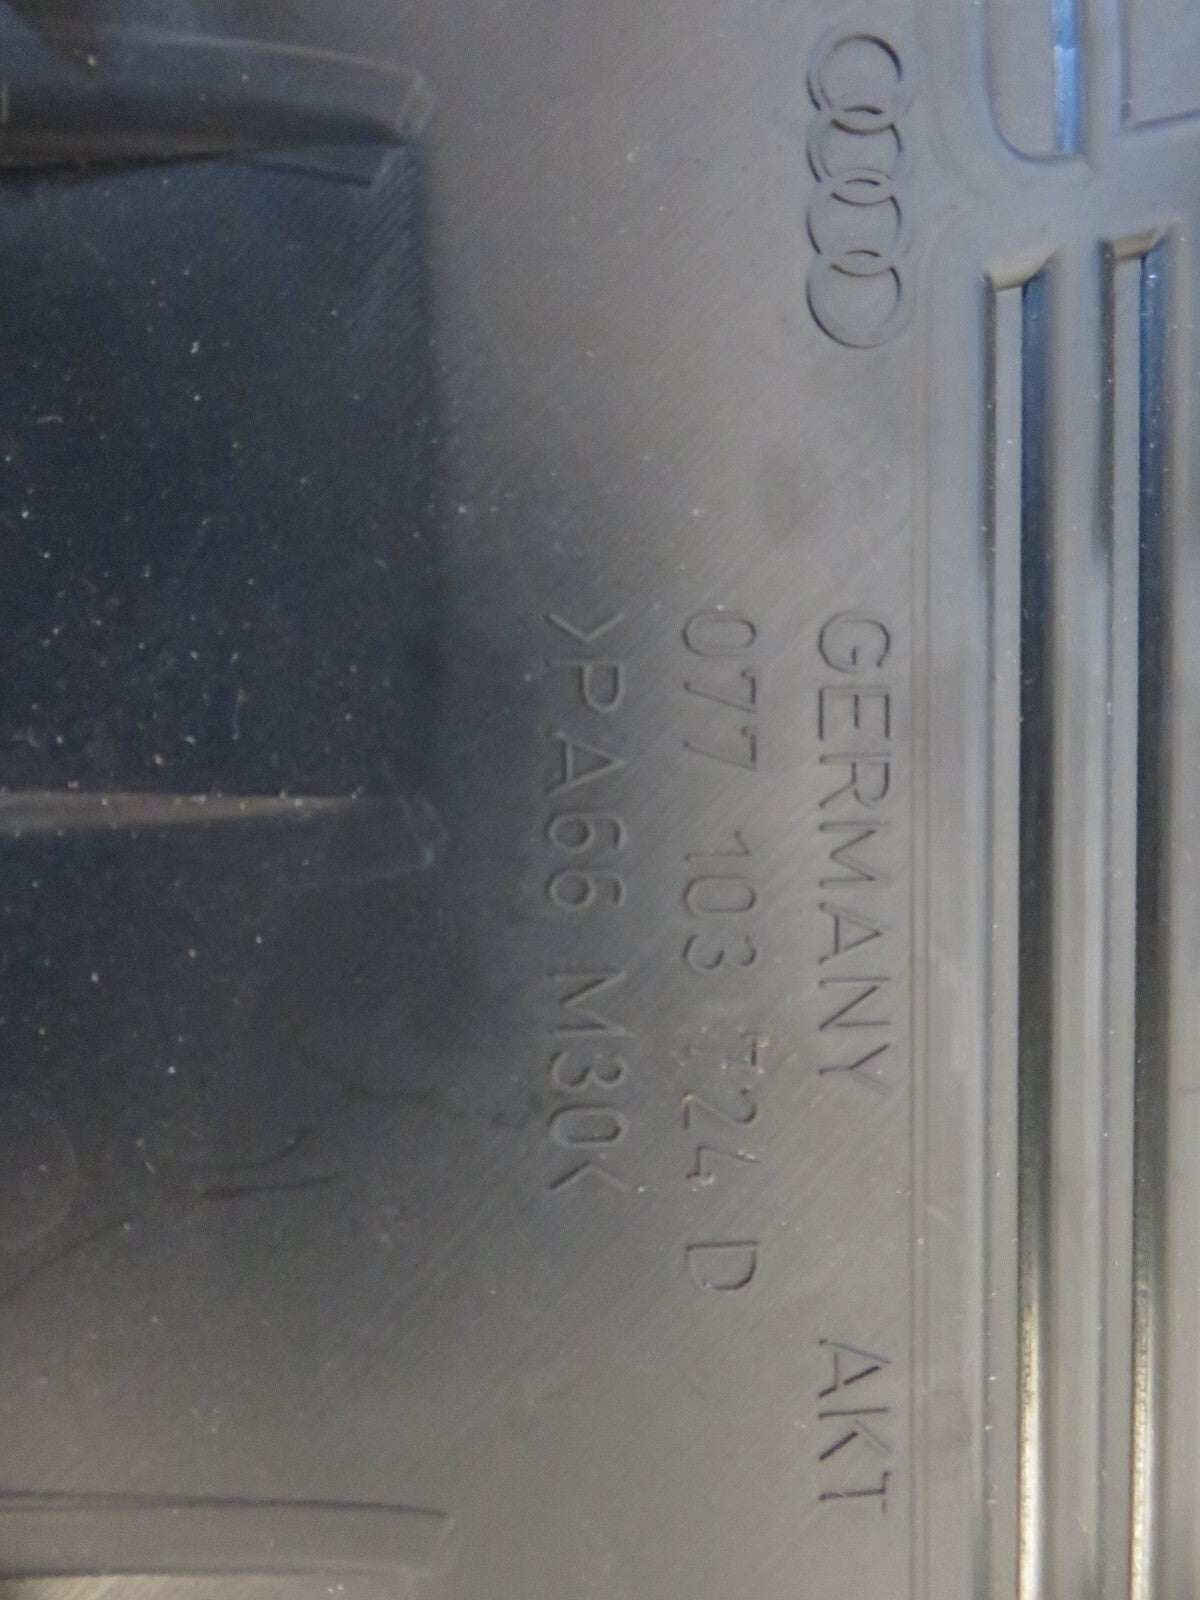 GERMANY AKT
077 103 724 D
>PA66 M30<